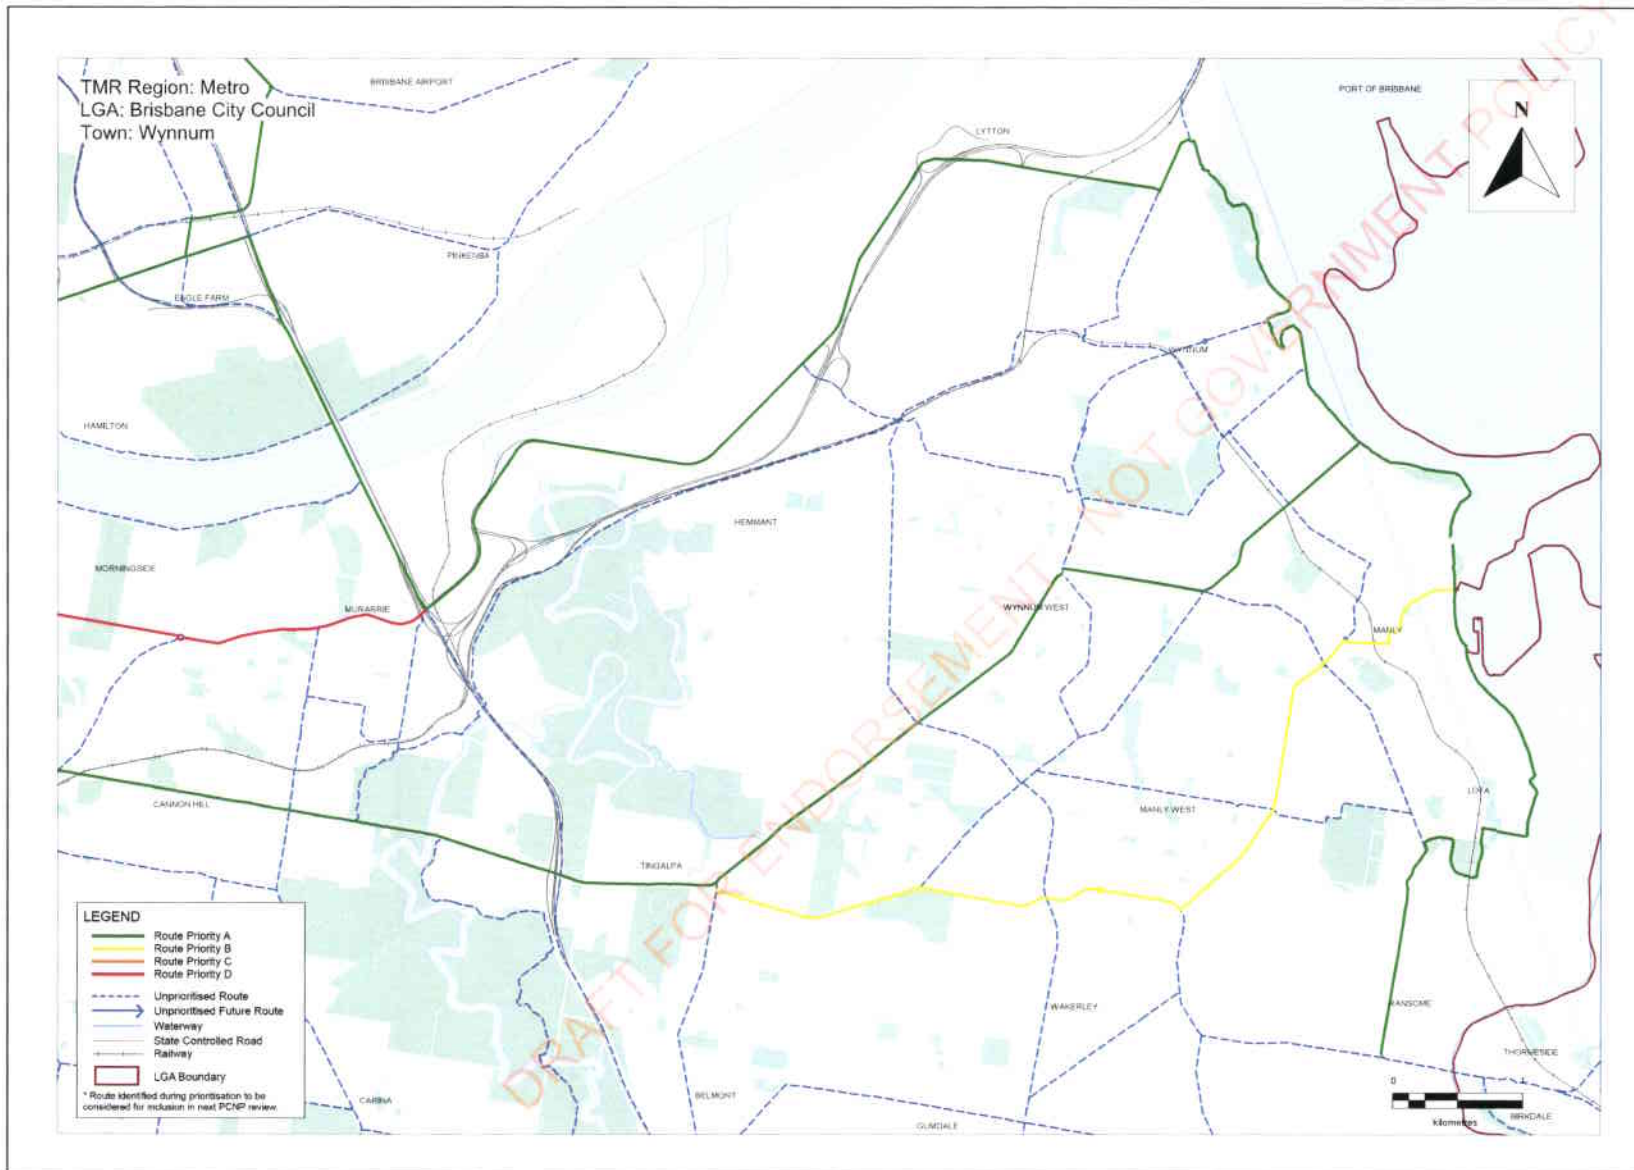 TMR Region: Metro
LGA: Brisbane City Council
Town: Wynnum
BRISBANE AIRPORT
PORT OF BRISBANE
N
LYTTON
PINKENBA
EAGLE FARM
WYNNUM
HAMILTON
HEMMANT
MORNINGSIDE
MURARRIE
WYNNUM WEST
MANLY
CANNON HILL
MANLY WEST
LOTA
TINGALPA
WAKERLEY
RANSOME
THORNESIDE
CARINA
BELMONT
GUMDALE
BIRKDALE
LEGEND
Route Priority A
Route Priority B
Route Priority C
Route Priority D
Unprioritised Route
Unprioritised Future Route
Waterway
State Controlled Road
Railway
LGA Boundary
* Route identified during prioritisation to be
considered for inclusion in next PCNP review.
0 1
kilometres
DRAFT FOR ENDORSEMENT NOT GOVERNMENT POLICY